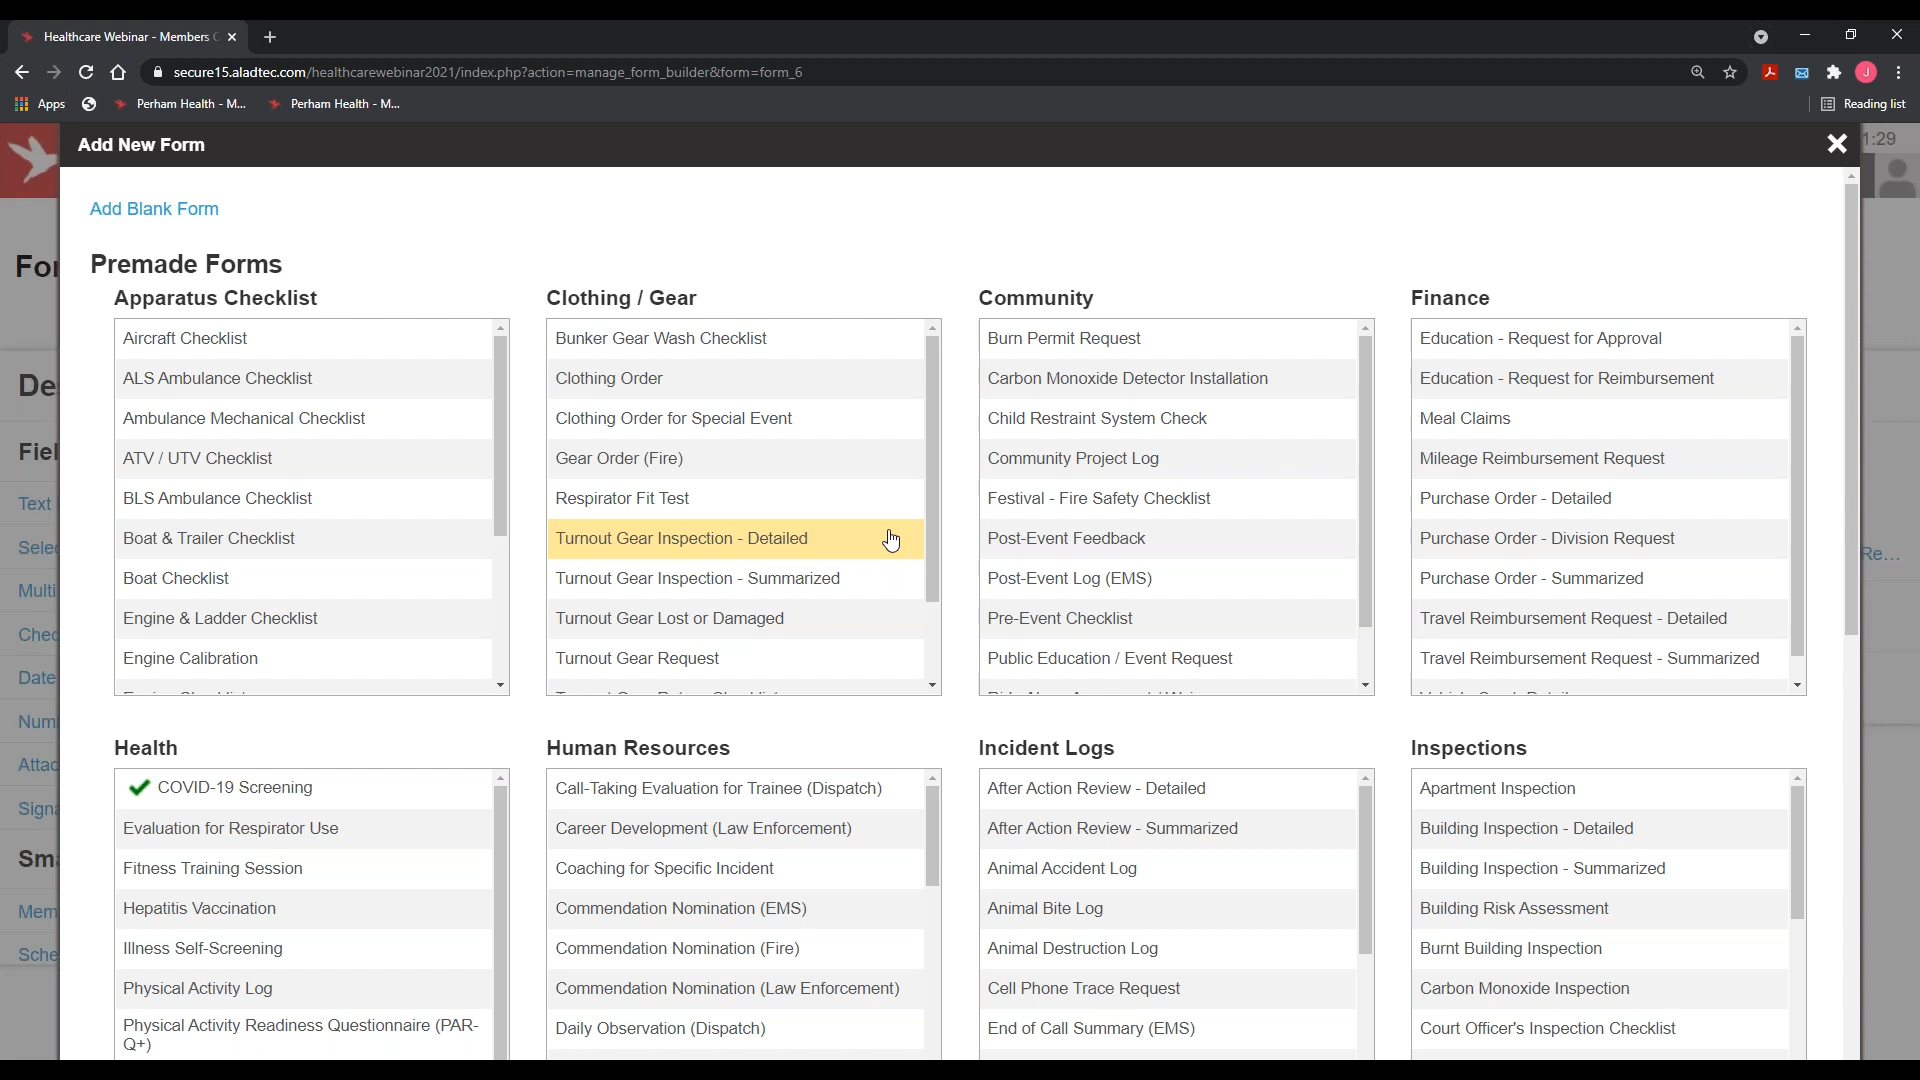 Healthcare Webinar - Members
secure15.aladtec.com/healthcarewebinar2021/index.php?action=manage_form_builder&form=form_6
Apps
Perham Health - M...
Perham Health - M...
Reading list
Add New Form
1:29
Add Blank Form
Premade Forms
Apparatus Checklist
Aircraft Checklist
ALS Ambulance Checklist
Ambulance Mechanical Checklist
ATV / UTV Checklist
BLS Ambulance Checklist
Boat & Trailer Checklist
Boat Checklist
Engine & Ladder Checklist
Engine Calibration
Clothing / Gear
Bunker Gear Wash Checklist
Clothing Order
Clothing Order for Special Event
Gear Order (Fire)
Respirator Fit Test
Turnout Gear Inspection - Detailed
Turnout Gear Inspection - Summarized
Turnout Gear Lost or Damaged
Turnout Gear Request
Community
Burn Permit Request
Carbon Monoxide Detector Installation
Child Restraint System Check
Community Project Log
Festival - Fire Safety Checklist
Post-Event Feedback
Post-Event Log (EMS)
Pre-Event Checklist
Public Education / Event Request
Finance
Education - Request for Approval
Education - Request for Reimbursement
Meal Claims
Mileage Reimbursement Request
Purchase Order - Detailed
Purchase Order - Division Request
Purchase Order - Summarized
Travel Reimbursement Request - Detailed
Travel Reimbursement Request - Summarized
Health
COVID-19 Screening
Evaluation for Respirator Use
Fitness Training Session
Hepatitis Vaccination
Illness Self-Screening
Physical Activity Log
Physical Activity Readiness Questionnaire (PAR-
Q+)
Human Resources
Call-Taking Evaluation for Trainee (Dispatch)
Career Development (Law Enforcement)
Coaching for Specific Incident
Commendation Nomination (EMS)
Commendation Nomination (Fire)
Commendation Nomination (Law Enforcement)
Daily Observation (Dispatch)
Incident Logs
After Action Review - Detailed
After Action Review - Summarized
Animal Accident Log
Animal Bite Log
Animal Destruction Log
Cell Phone Trace Request
End of Call Summary (EMS)
Inspections
Apartment Inspection
Building Inspection - Detailed
Building Inspection - Summarized
Building Risk Assessment
Burnt Building Inspection
Carbon Monoxide Inspection
Court Officer's Inspection Checklist
For
De
Fiel
Text
Sele
Multi
Chec
Date
Num
Attac
Signa
Sma
Mem
Sche
Re...
J